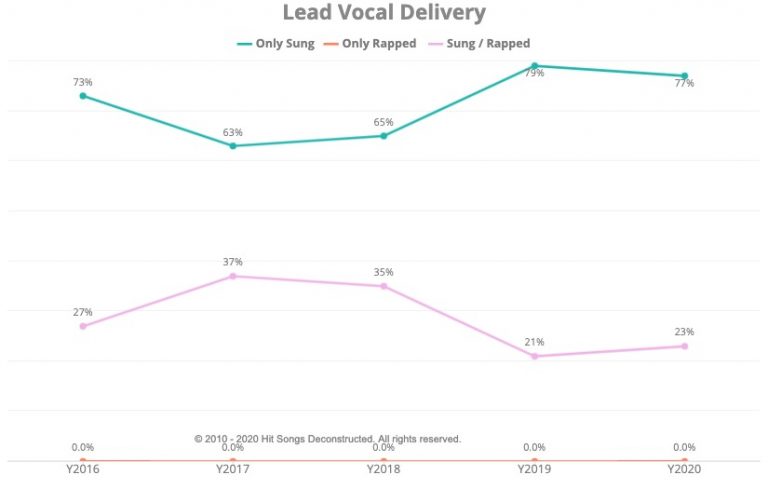 Lead Vocal Delivery
Only Sung Only Rapped Sung / Rapped
73% 63% 65% 79% 77%
27% 37% 35% 21% 23%
© 2010 - 2020 Hit Songs Deconstructed. All rights reserved.
0.0% 0.0% 0.0% 0.0% 0.0%
Y2016 Y2017 Y2018 Y2019 Y2020